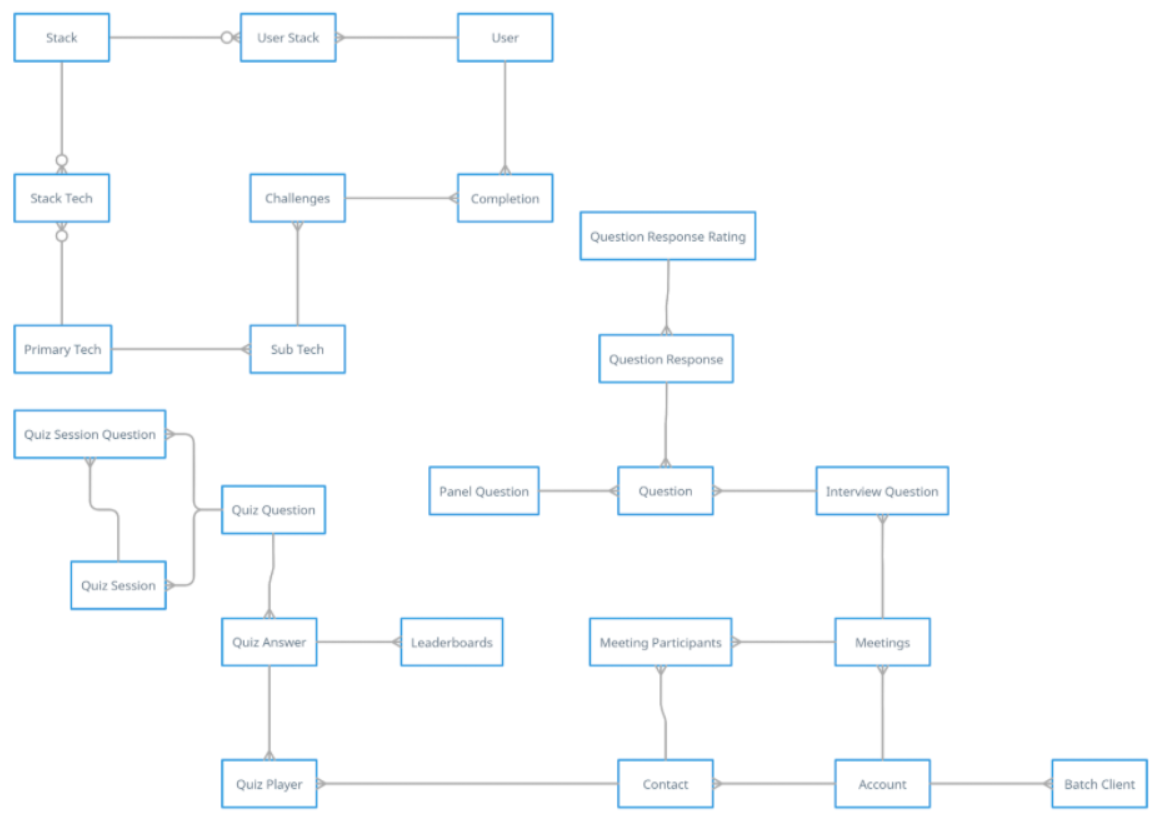 Stack
User Stack
User
Stack Tech
Challenges
Completion
Question Response Rating
Primary Tech
Sub Tech
Question Response
Quiz Session Question
Quiz Question
Panel Question
Question
Interview Question
Quiz Session
Quiz Answer
Leaderboards
Meeting Participants
Meetings
Quiz Player
Contact
Account
Batch Client